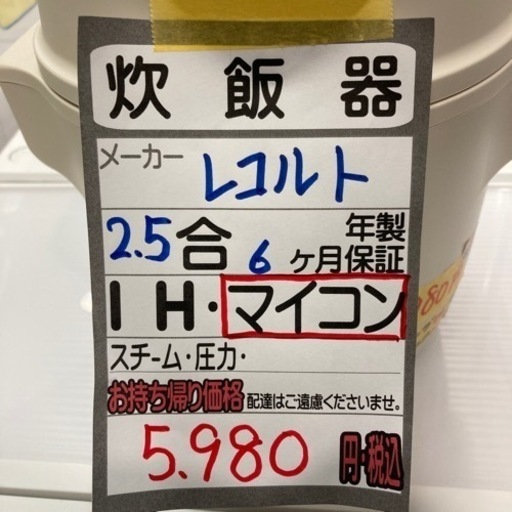 炊飯器
メーカー レコルト
2.5合 年製
6ヶ月保証
IH・マイコン
スチーム・圧力・
お持ち帰り価格 配達はご遠慮くださいませ。
5.980 円・税込